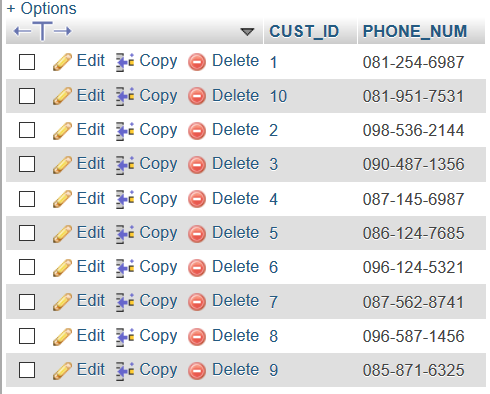 + Options
CUST_ID PHONE_NUM
Edit Copy Delete 1 081-254-6987
Edit Copy Delete 10 081-951-7531
Edit Copy Delete 2 098-536-2144
Edit Copy Delete 3 090-487-1356
Edit Copy Delete 4 087-145-6987
Edit Copy Delete 5 086-124-7685
Edit Copy Delete 6 096-124-5321
Edit Copy Delete 7 087-562-8741
Edit Copy Delete 8 096-587-1456
Edit Copy Delete 9 085-871-6325